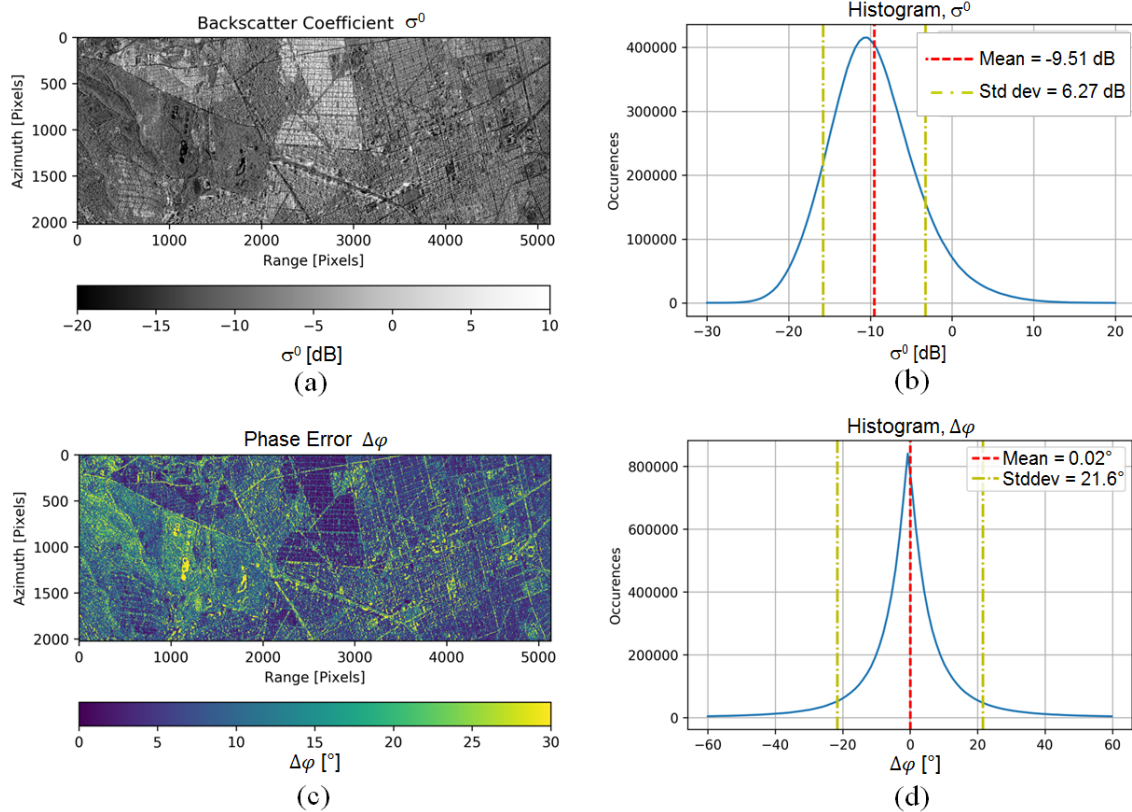 Backscatter Coefficient σ⁰
0
500
1000
1500
2000
Azimuth [Pixels]
0 1000 2000 3000 4000 5000
Range [Pixels]
−20 −15 −10 −5 0 5 10
σ⁰ [dB]
(a)
Histogram, σ⁰
Mean = -9.51 dB
Std dev = 6.27 dB
400000
300000
200000
100000
0
Occurences
−30 −20 −10 0 10 20
σ⁰ [dB]
(b)
Phase Error Δφ
0
500
1000
1500
2000
Azimuth [Pixels]
0 1000 2000 3000 4000 5000
Range [Pixels]
0 5 10 15 20 25 30
Δφ [°]
(c)
Histogram, Δφ
Mean = 0.02°
Stddev = 21.6°
800000
600000
400000
200000
0
Occurences
−60 −40 −20 0 20 40 60
Δφ [°]
(d)